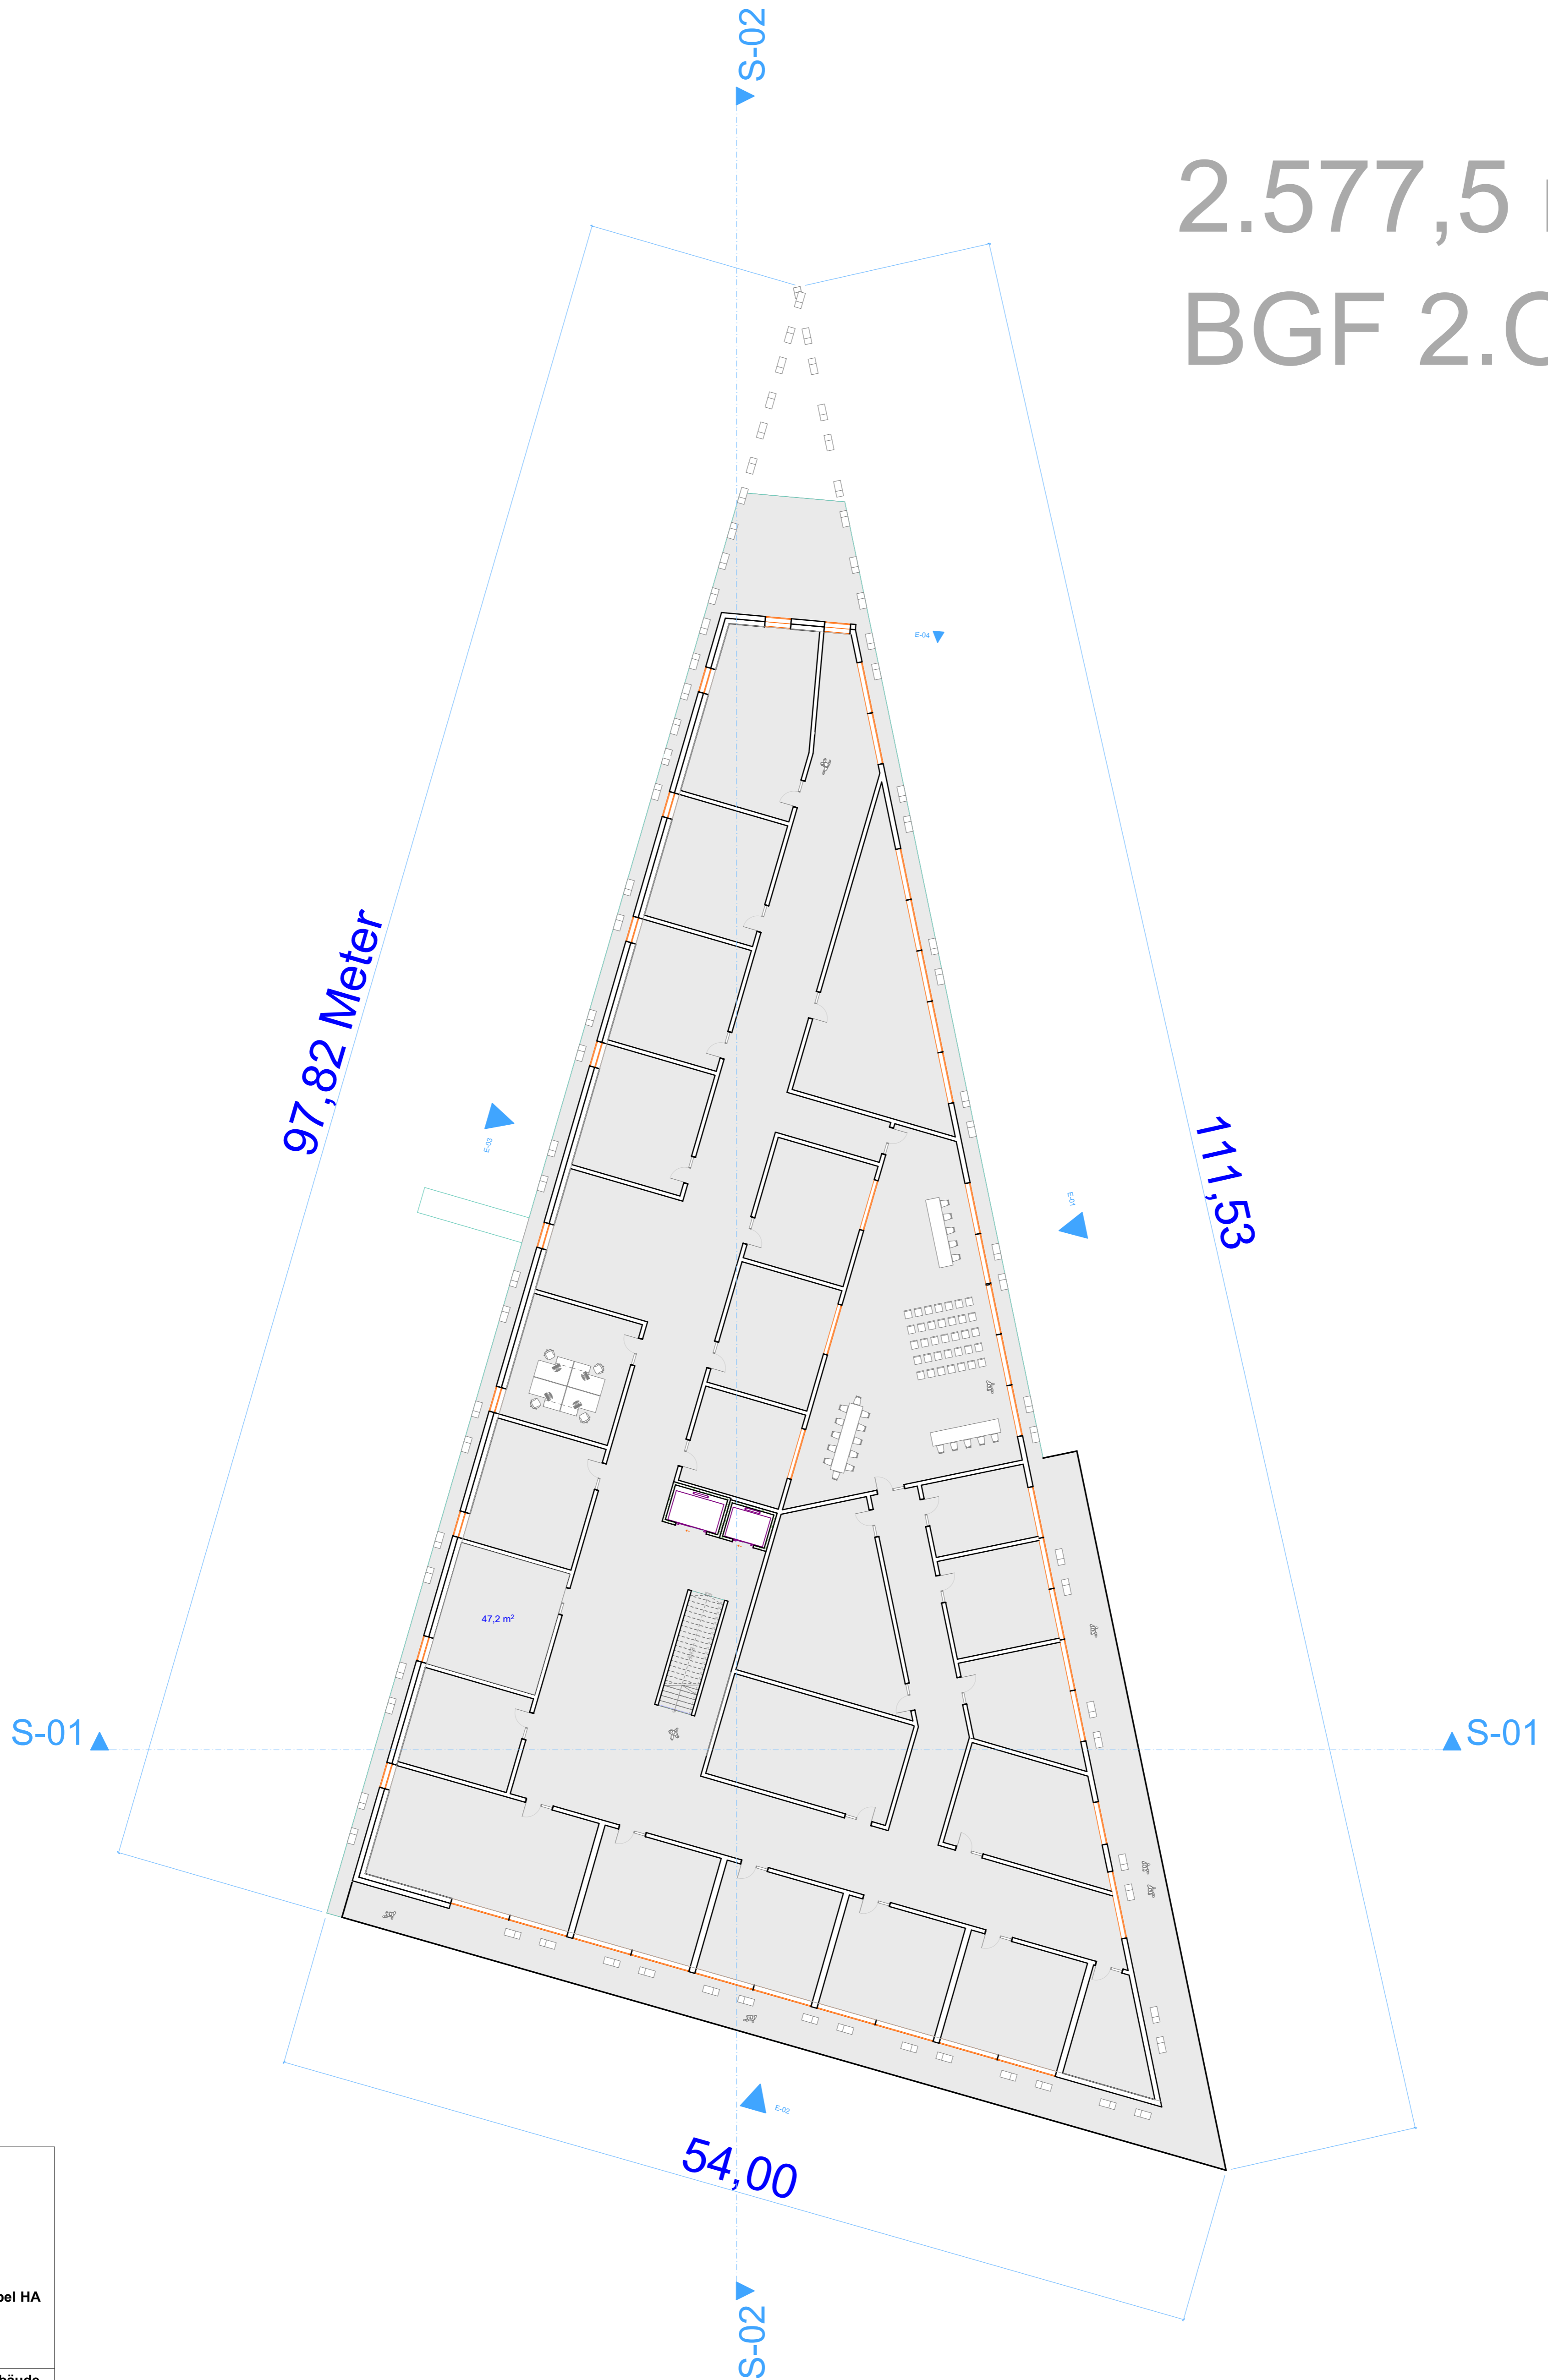 S-02
2.577,5
BGF 2.
E-04
97,82 Meter
E-03
E-01
111,53
47,2 m²
S-01
S-01
E-02
54,00
S-02
HA